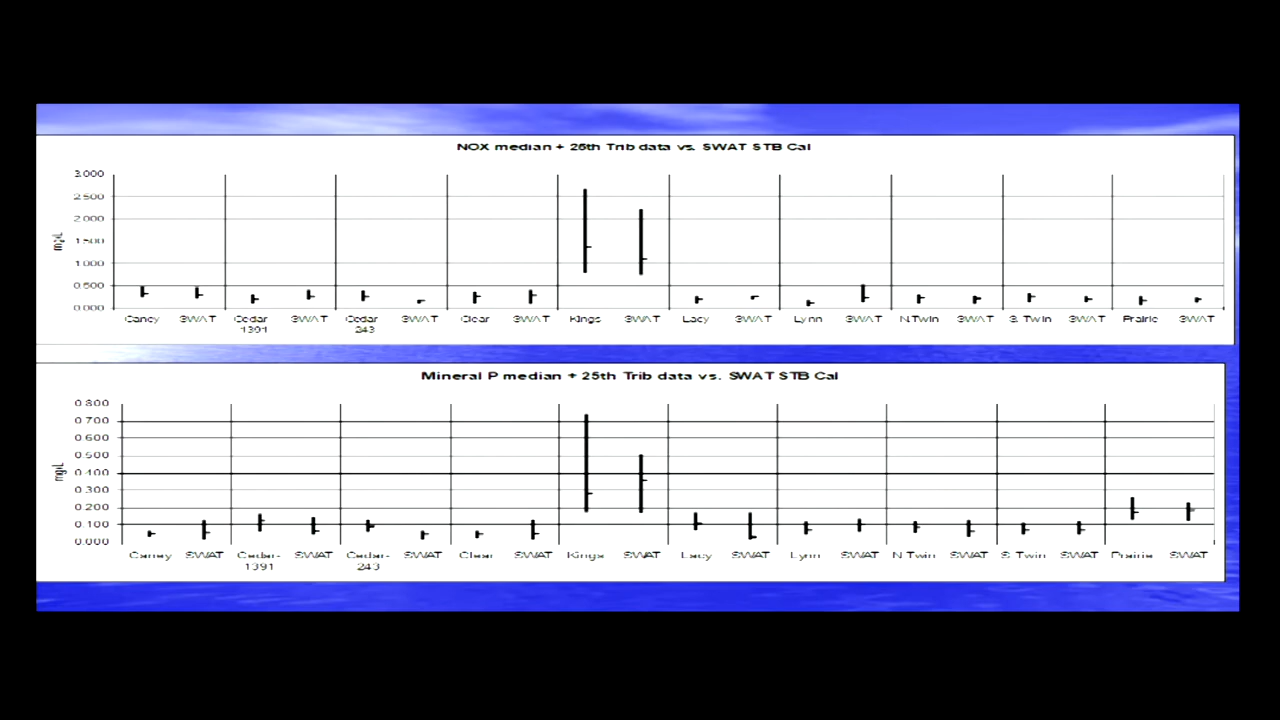 NOX median + 25th Trib data vs. SWAT STB Cal
3.000
2.500
2.000
1.500
1.000
0.500
0.000
mg/L
Caney SWAT Cedar-1391 SWAT Cedar-243 SWAT Clear SWAT Kings SWAT Lacy SWAT Lynn SWAT N.Twin SWAT S. Twin SWAT Prairie SWAT
Mineral P median + 25th Trib data vs. SWAT STB Cal
0.800
0.700
0.600
0.500
0.400
0.300
0.200
0.100
0.000
mg/L
Caney SWAT Cedar-1391 SWAT Cedar-243 SWAT Clear SWAT Kings SWAT Lacy SWAT Lynn SWAT N.Twin SWAT S. Twin SWAT Prairie SWAT